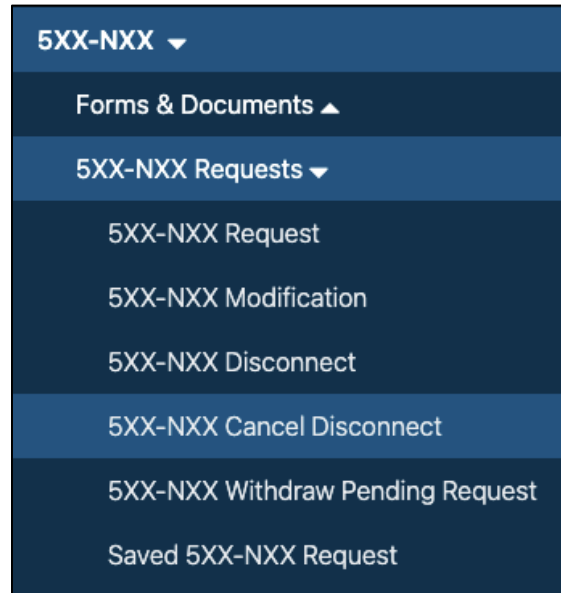 5XX-NXX
Forms & Documents
5XX-NXX Requests
5XX-NXX Request
5XX-NXX Modification
5XX-NXX Disconnect
5XX-NXX Cancel Disconnect
5XX-NXX Withdraw Pending Request
Saved 5XX-NXX Request